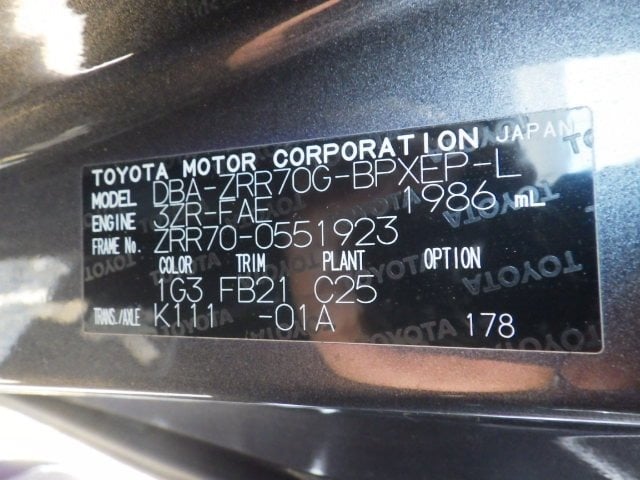 TOYOTA MOTOR CORPORATION JAPAN
MODEL DBA-ZRR70G-BPXEP-L
ENGINE 3ZR-FAE 1986 mL
FRAME No. ZRR70-0551923
COLOR TRIM PLANT OPTION
1G3 FB21 C25
TRANS./AXLE K111 -01A 178